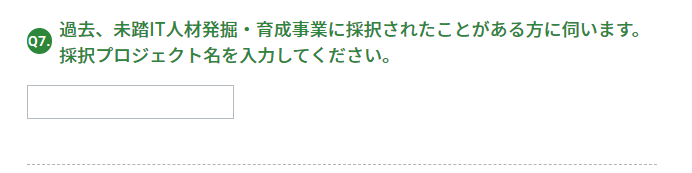 Q7. 過去、未踏IT人材発掘・育成事業に採択されたことがある方に伺います。
採択プロジェクト名を入力してください。